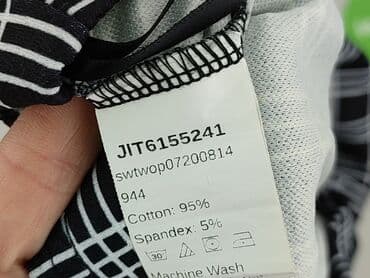 JIT6155241
swtwop07200814
944
Cotton: 95%
Spandex: 5%
30
Machine Wash